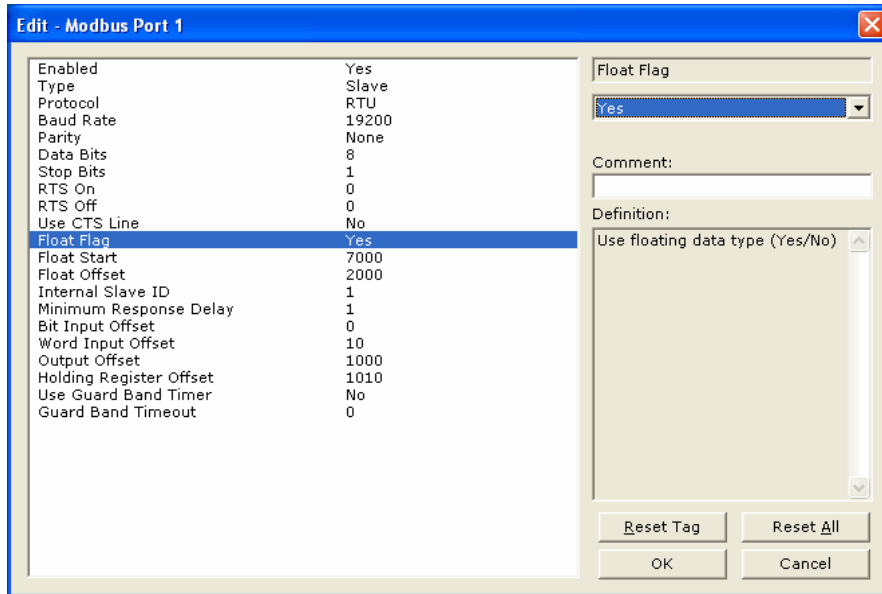 Edit - Modbus Port 1
Enabled Yes
Type Slave
Protocol RTU
Baud Rate 19200
Parity None
Data Bits 8
Stop Bits 1
RTS On 0
RTS Off 0
Use CTS Line No
Float Flag Yes
Float Start 7000
Float Offset 2000
Internal Slave ID 1
Minimum Response Delay 1
Bit Input Offset 0
Word Input Offset 10
Output Offset 1000
Holding Register Offset 1010
Use Guard Band Timer No
Guard Band Timeout 0
Float Flag
Yes
Comment:
Definition:
Use floating data type (Yes/No)
Reset Tag Reset All
OK Cancel